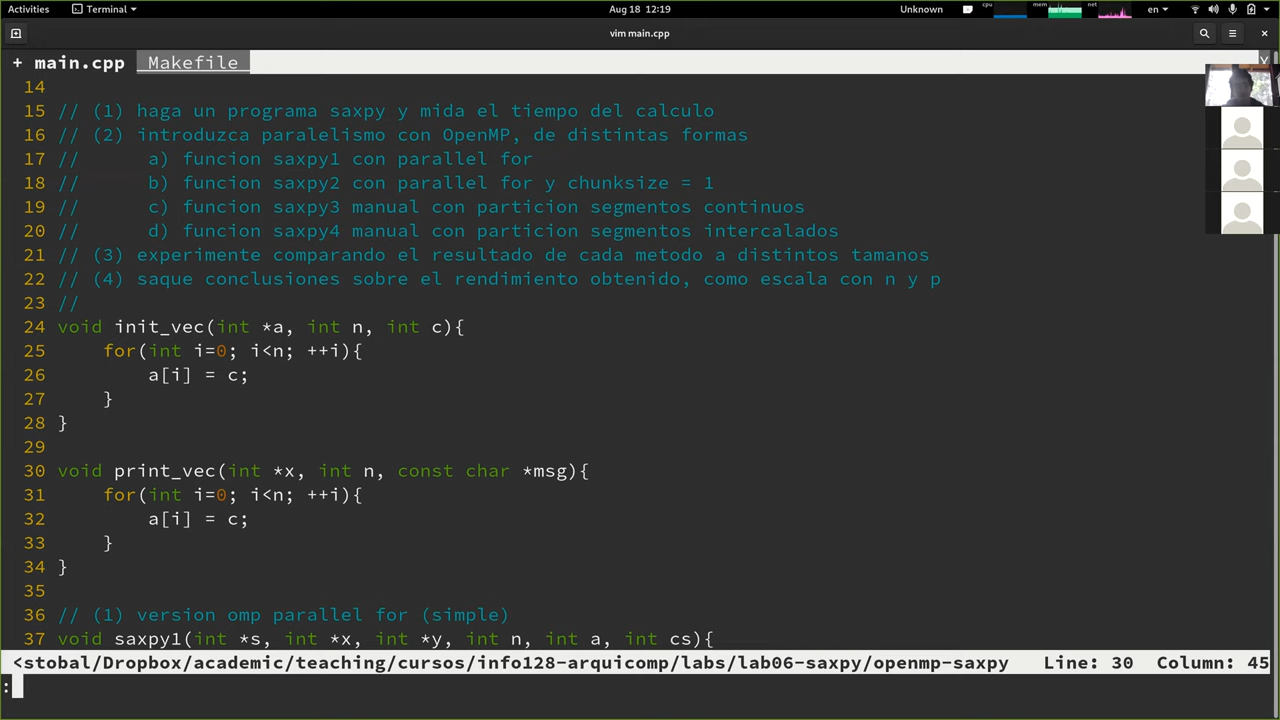 Activities Terminal Aug 18 12:19 Unknown cpu mem net en
vim main.cpp
+ main.cpp Makefile
14
15 // (1) haga un programa saxpy y mida el tiempo del calculo
16 // (2) introduzca paralelismo con OpenMP, de distintas formas
17 //      a) funcion saxpy1 con parallel for
18 //      b) funcion saxpy2 con parallel for y chunksize = 1
19 //      c) funcion saxpy3 manual con particion segmentos continuos
20 //      d) funcion saxpy4 manual con particion segmentos intercalados
21 // (3) experimente comparando el resultado de cada metodo a distintos tamanos
22 // (4) saque conclusiones sobre el rendimiento obtenido, como escala con n y p
23 //
24 void init_vec(int *a, int n, int c){
25     for(int i=0; i<n; ++i){
26         a[i] = c;
27     }
28 }
29
30 void print_vec(int *x, int n, const char *msg){
31     for(int i=0; i<n; ++i){
32         a[i] = c;
33     }
34 }
35
36 // (1) version omp parallel for (simple)
37 void saxpy1(int *s, int *x, int *y, int n, int a, int cs){
<stobal/Dropbox/academic/teaching/cursos/info128-arquicomp/labs/lab06-saxpy/openmp-saxpy Line: 30 Column: 45
: